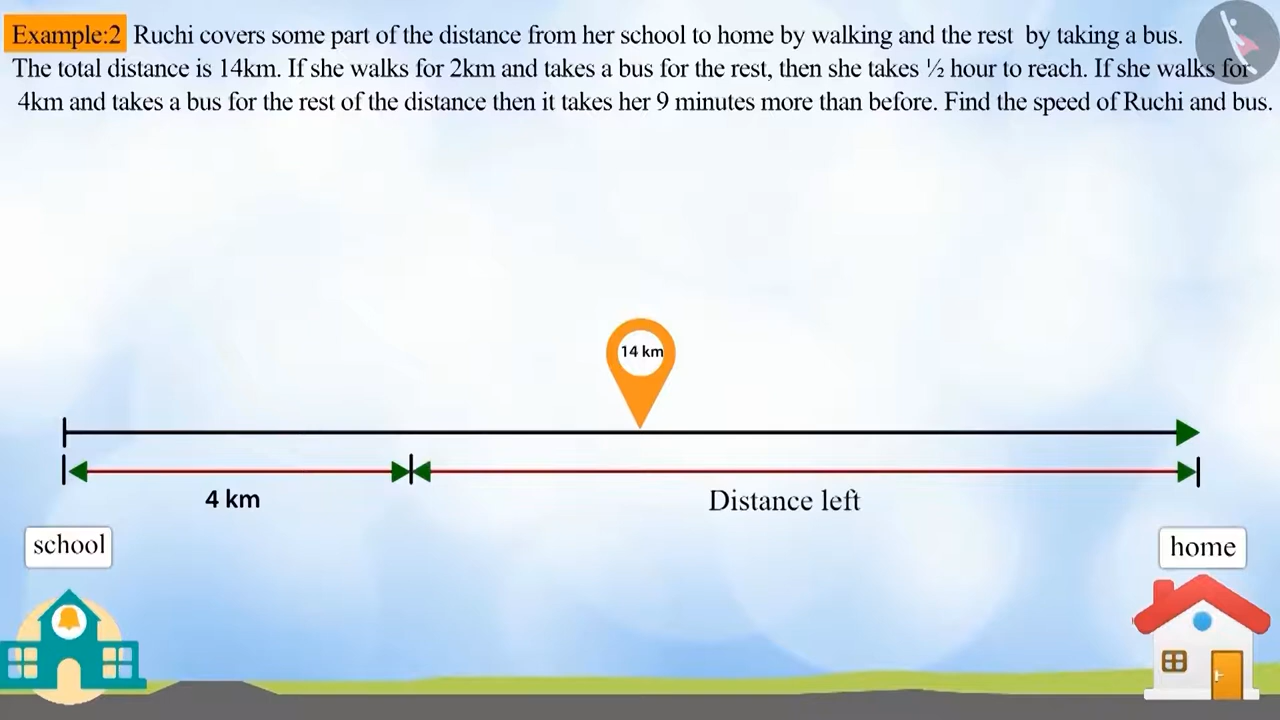 Example:2 Ruchi covers some part of the distance from her school to home by walking and the rest by taking a bus.
The total distance is 14km. If she walks for 2km and takes a bus for the rest, then she takes ½ hour to reach. If she walks for
4km and takes a bus for the rest of the distance then it takes her 9 minutes more than before. Find the speed of Ruchi and bus.
14 km
4 km
Distance left
school
home